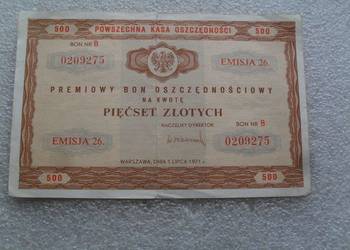 500 POWSZECHNA KASA OSZCZĘDNOŚCI 500
BON NR B
0209275 EMISJA 26.
PREMIOWY BON OSZCZĘDNOŚCIOWY
NA KWOTĘ
PIĘĆSET ZŁOTYCH
NACZELNY DYREKTOR BON NR B
EMISJA 26. 0209275
WARSZAWA, DNIA 1 LIPCA 1971 r.
500 500